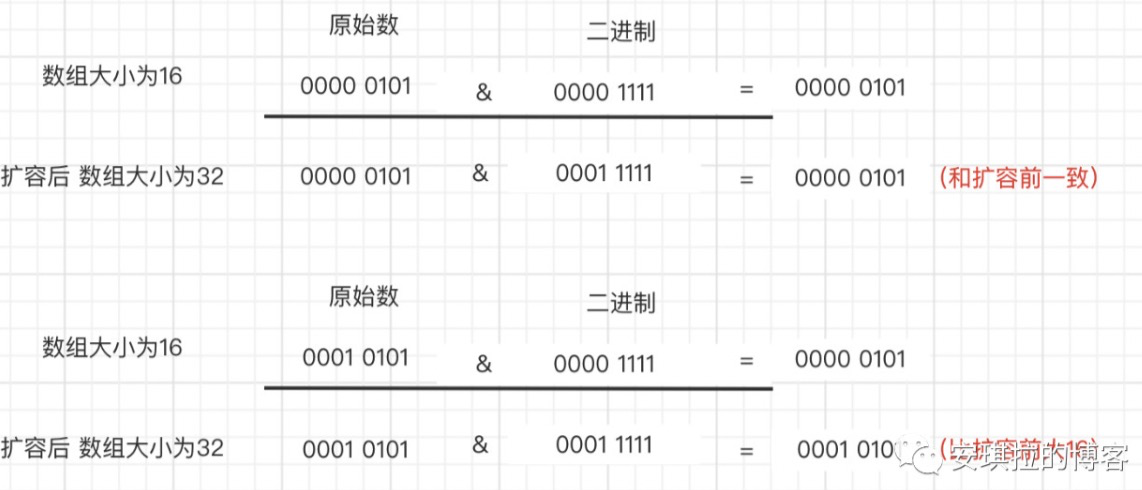 原始数 二进制
数组大小为16 0000 0101 & 0000 1111 = 0000 0101
扩容后 数组大小为32 0000 0101 & 0001 1111 = 0000 0101 （和扩容前一致）
原始数 二进制
数组大小为16 0001 0101 & 0000 1111 = 0000 0101
扩容后 数组大小为32 0001 0101 & 0001 1111 = 0001 010 （比扩容前大16）
安琪拉的博客